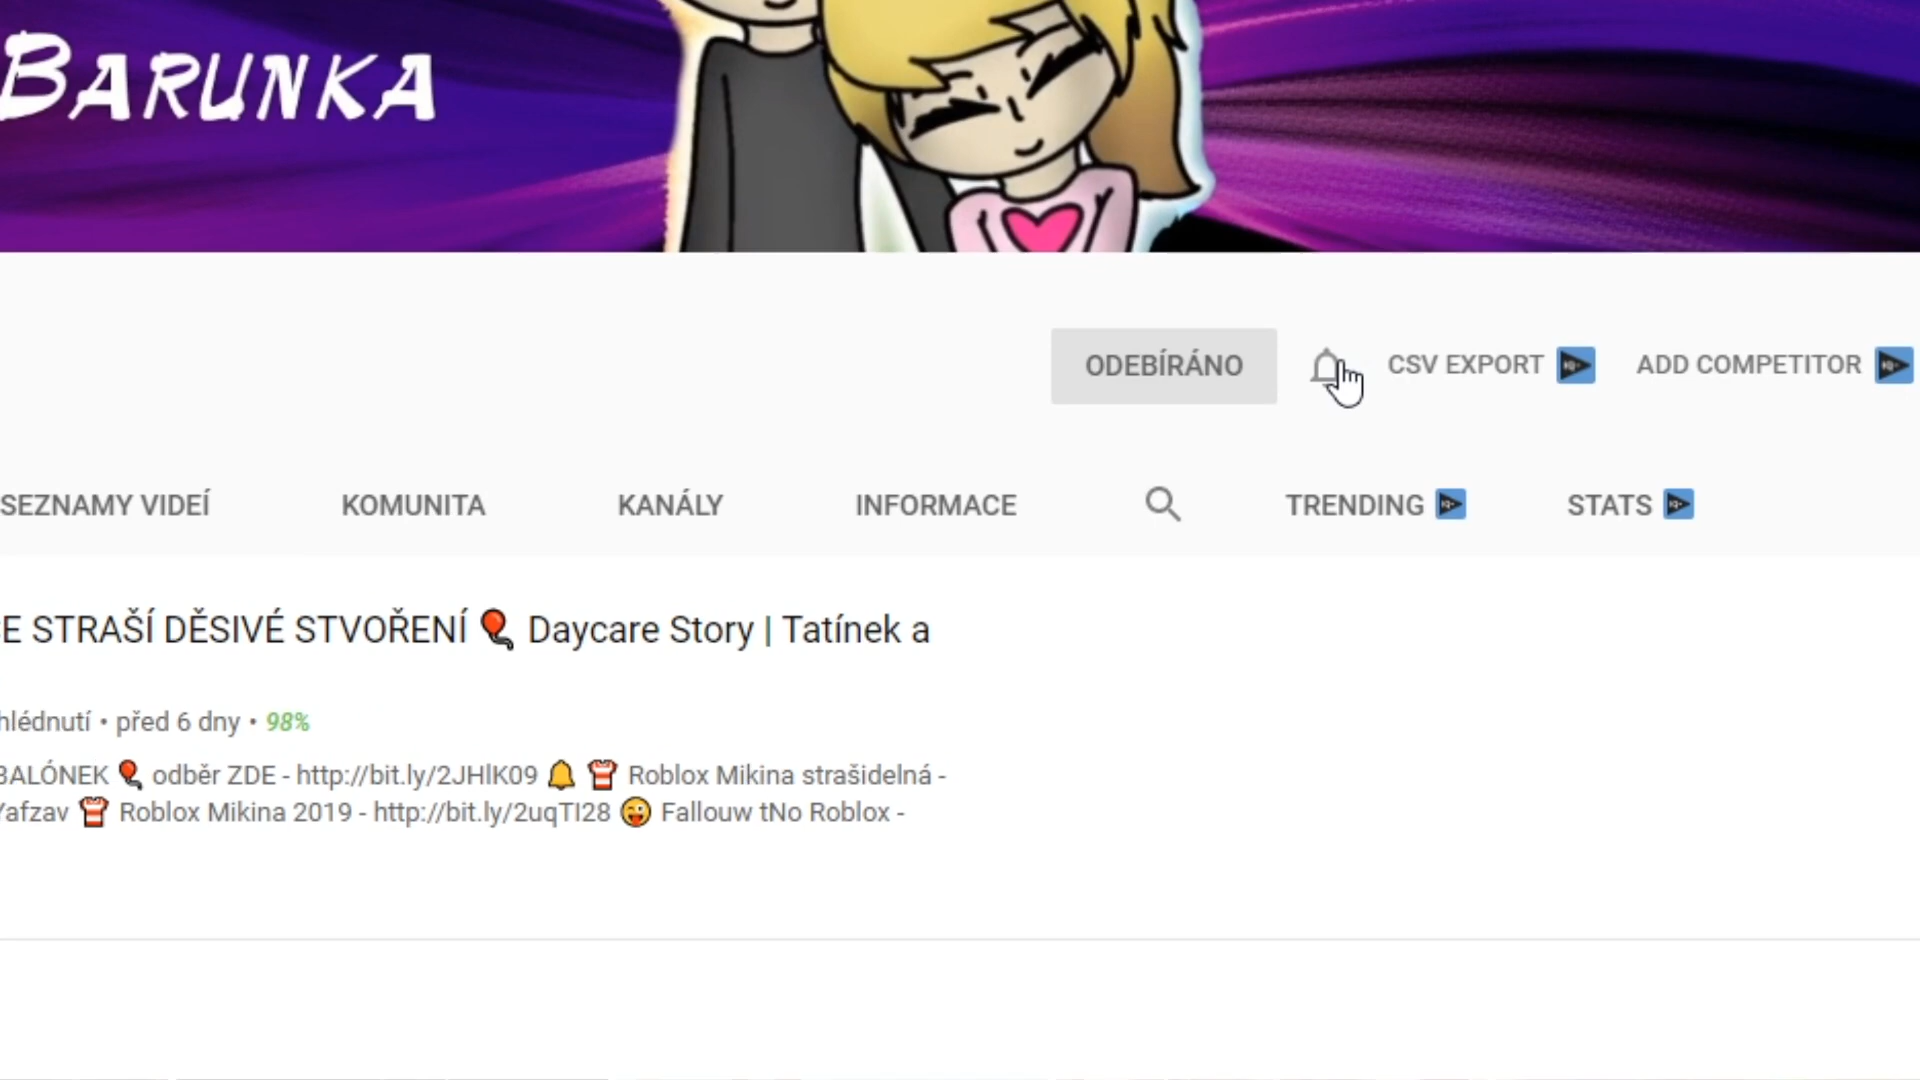 BARUNKA
ODEBÍRÁNO CSV EXPORT ADD COMPETITOR
SEZNAMY VIDEÍ KOMUNITA KANÁLY INFORMACE TRENDING STATS
STRAŠÍ DĚSIVÉ STVOŘENÍ 🎈 Daycare Story | Tatínek a
hlédnutí • před 6 dny • 98%
BALÓNEK 🎈 odběr ZDE - http://bit.ly/2JHlK09 🔔 Roblox Mikina strašidelná -
Yafzav Roblox Mikina 2019 - http://bit.ly/2uqTI28 😜 Fallouw tNo Roblox -